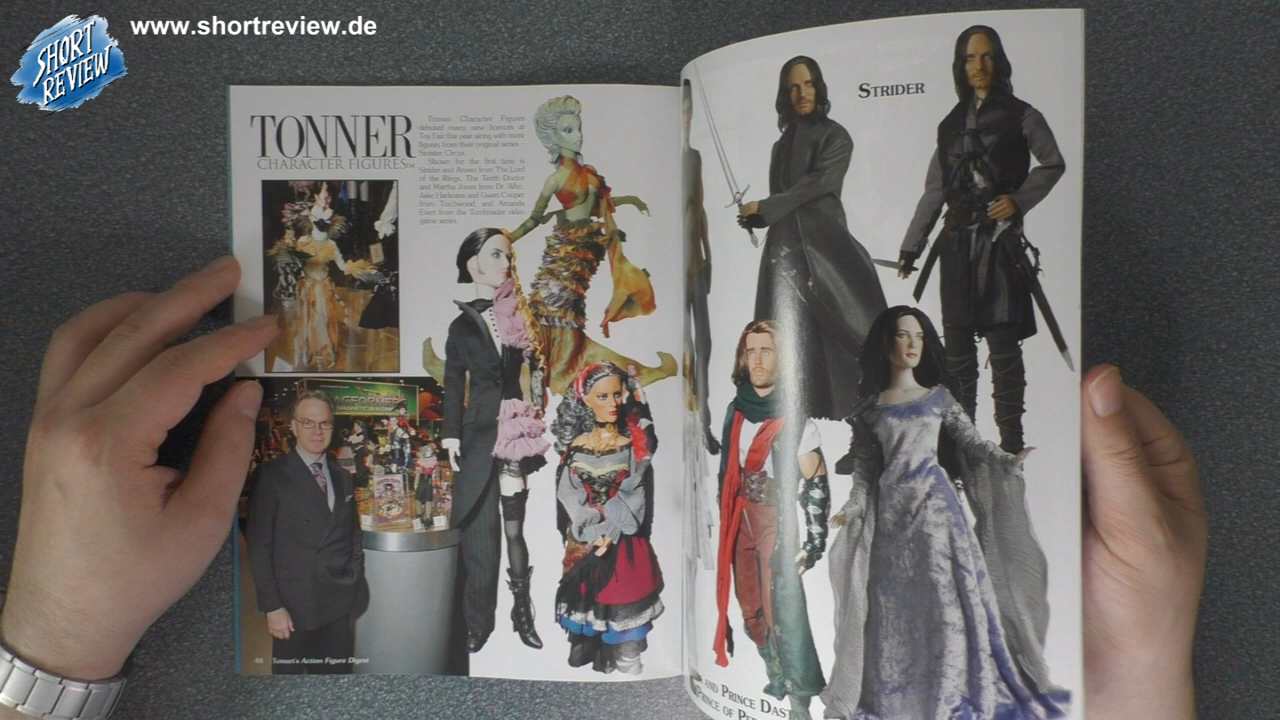 www.shortreview.de
SHORT
REVIEW
TONNER
CHARACTER FIGURES
Tonner Character Figures
debuted many new licences at
Toy Fair this year along with more
figures from their original series -
Sinister Circus.
Shown for the first time is
Strider and Arwen from The Lord
of the Rings, The Tenth Doctor
and Martha Jones from Dr. Who,
Jake Harkness and Gwen Cooper
from Torchwood, and Amanda
Evert from the Tombraider video
game series.
68 Tomart's Action Figure Digest
STRIDER
AND PRINCE DAST
PRINCE OF PE